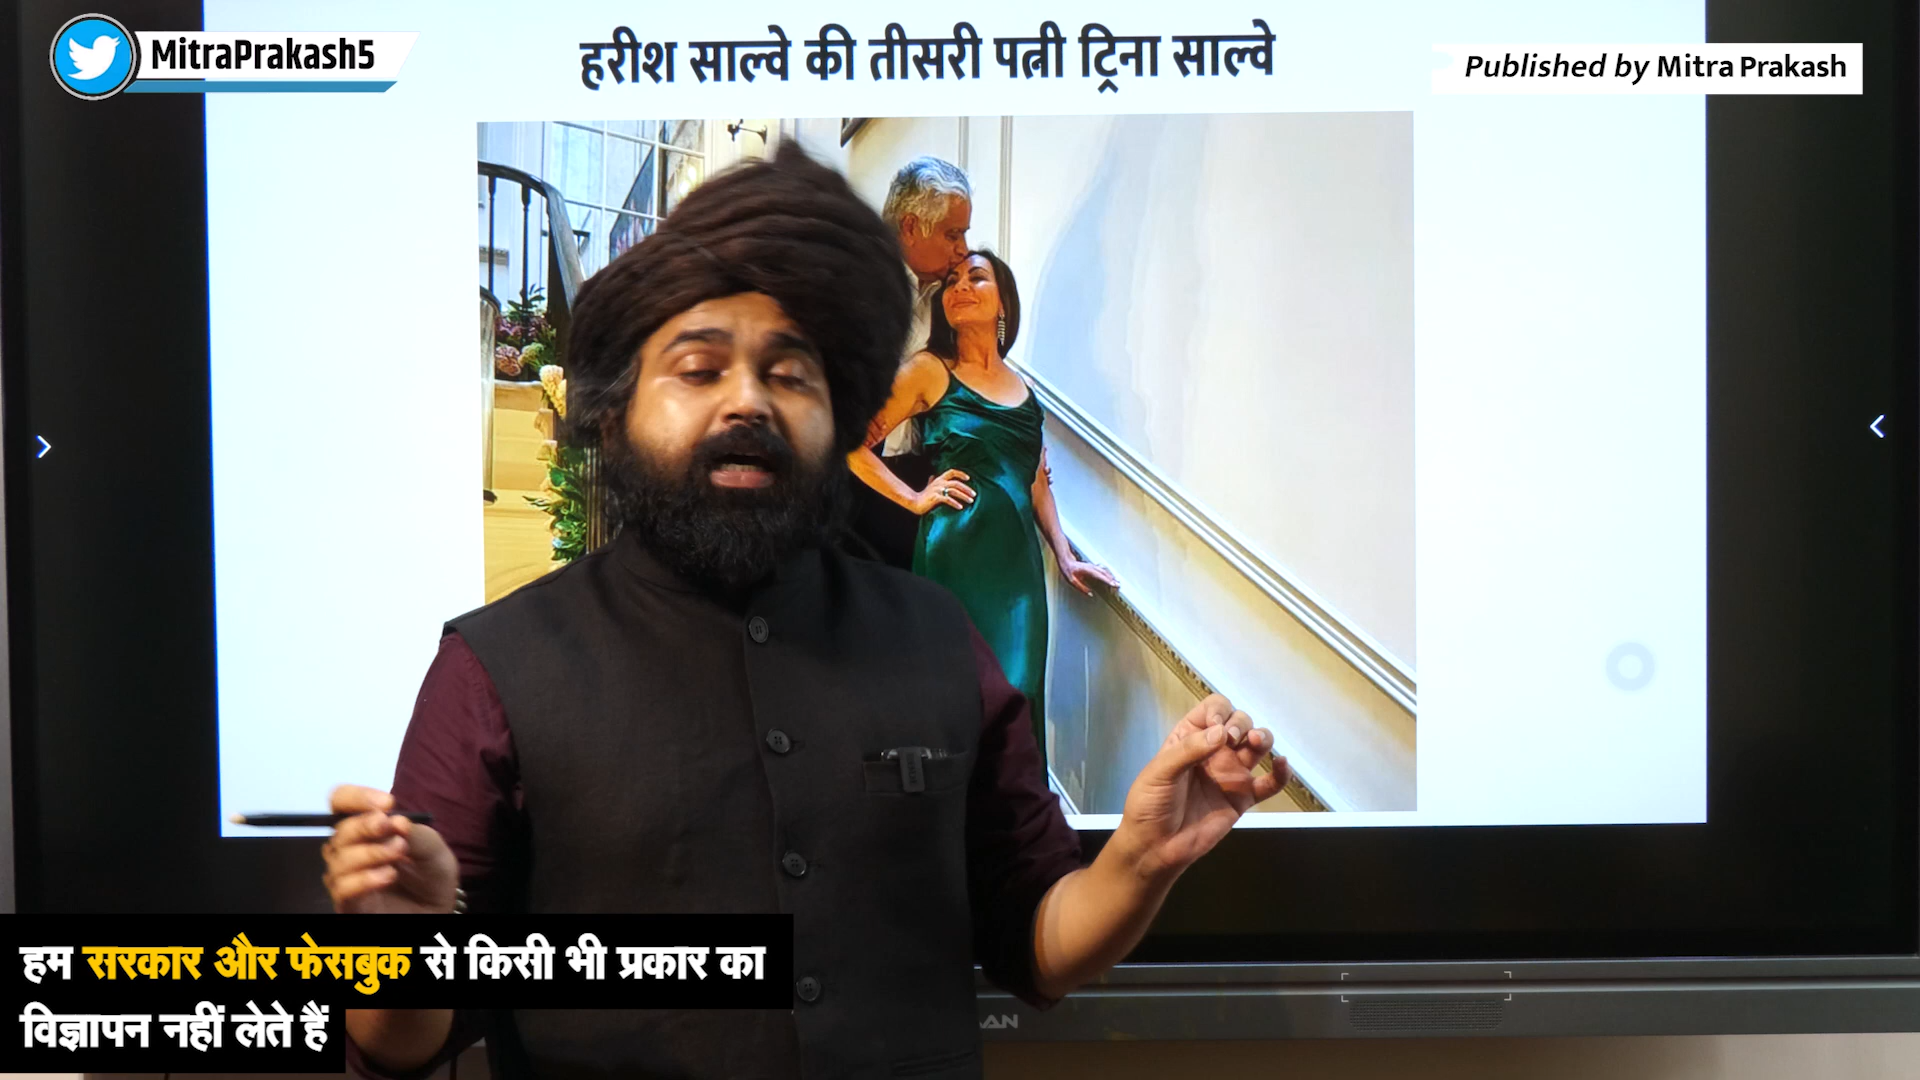 MitraPrakash5
हरीश साल्वे की तीसरी पत्नी ट्रिना साल्वे
Published by Mitra Prakash
हम सरकार और फेसबुक से किसी भी प्रकार का
विज्ञापन नहीं लेते हैं